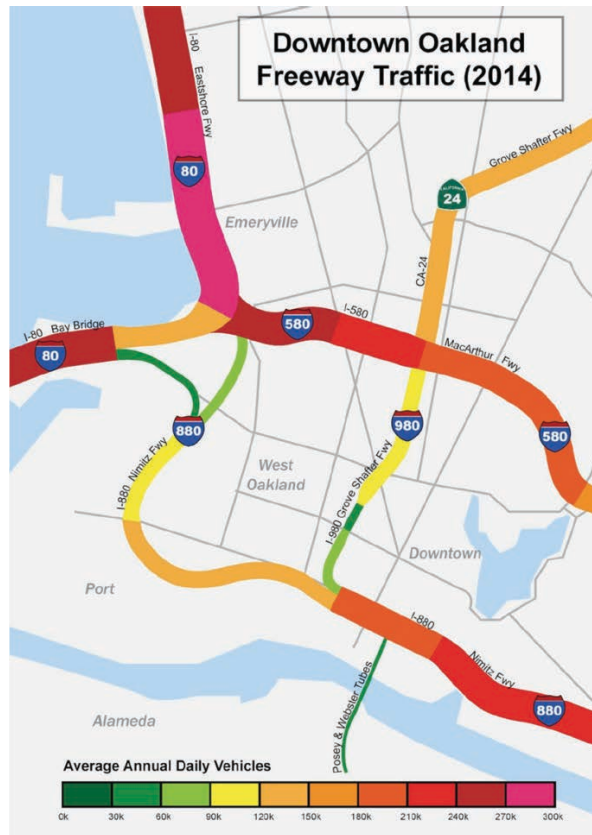 Downtown Oakland
Freeway Traffic (2014)
I-80 Eastshore Fwy
80
Grove Shafter Fwy
CALIFORNIA
24
Emeryville
CA-24
I-80 Bay Bridge
80
580
I-580
MacArthur Fwy
580
880
980
I-880 Nimitz Fwy
West
Oakland
I-980 Grove Shafter Fwy
Downtown
Port
I-880
Nimitz Fwy
880
Posey & Webster Tubes
Alameda
Average Annual Daily Vehicles
0k 30k 60k 90k 120k 150k 180k 210k 240k 270k 300k